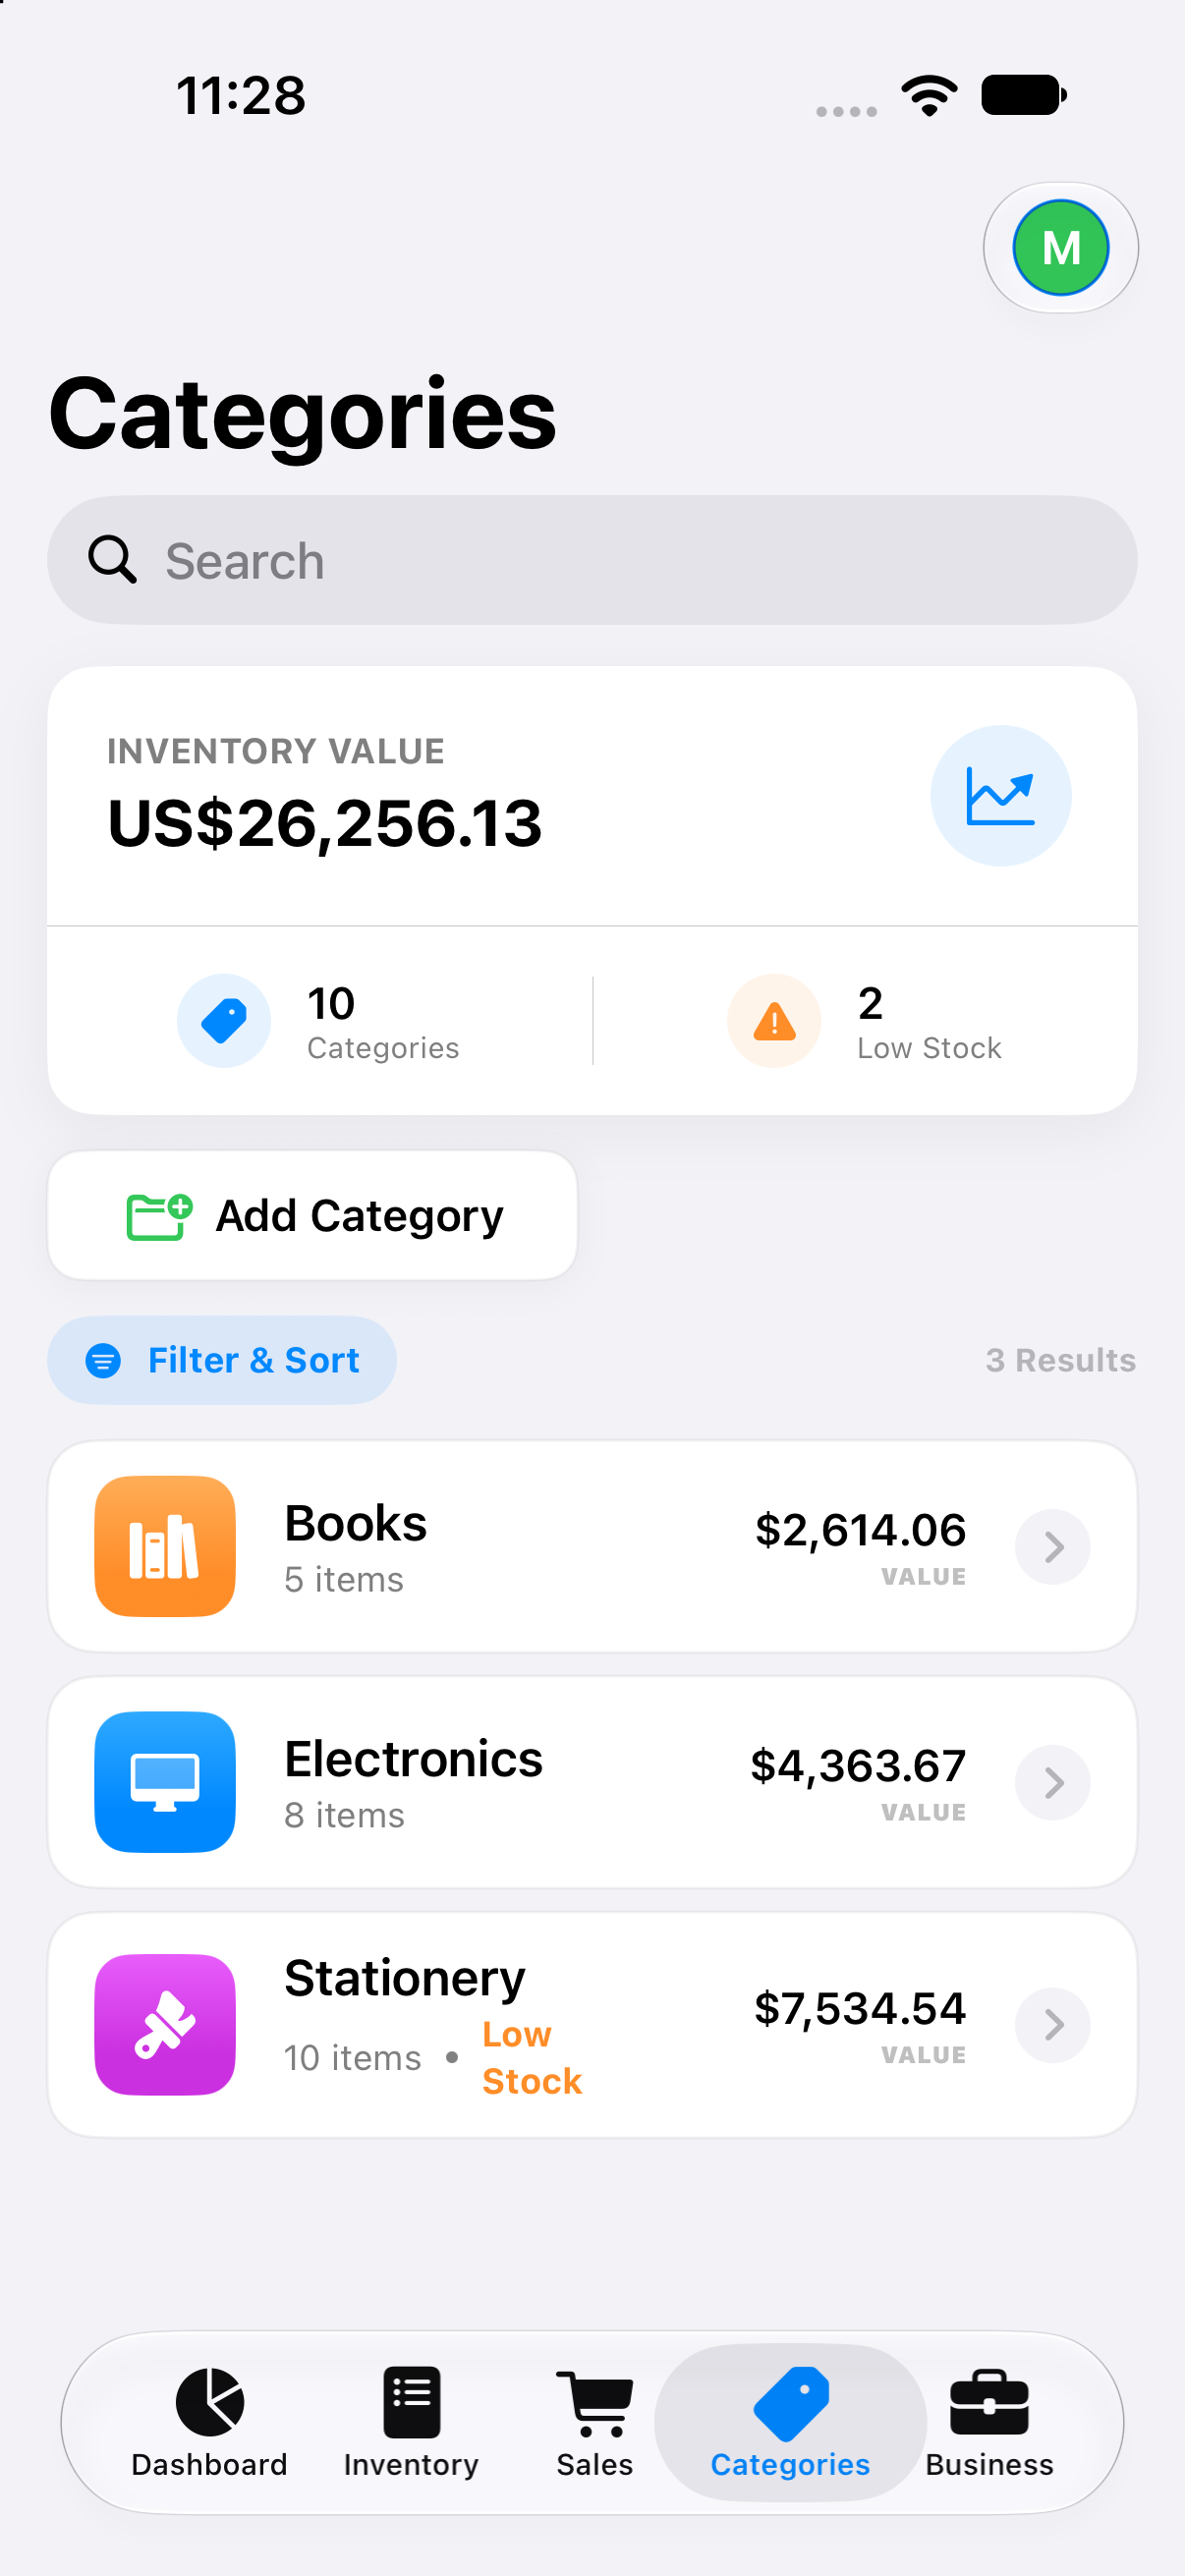 11:28
M
Categories
Search
INVENTORY VALUE
US$26,256.13
10
Categories
2
Low Stock
Add Category
Filter & Sort
3 Results
Books
5 items
$2,614.06
VALUE
Electronics
8 items
$4,363.67
VALUE
Stationery
10 items • Low
Stock
$7,534.54
VALUE
Dashboard
Inventory
Sales
Categories
Business